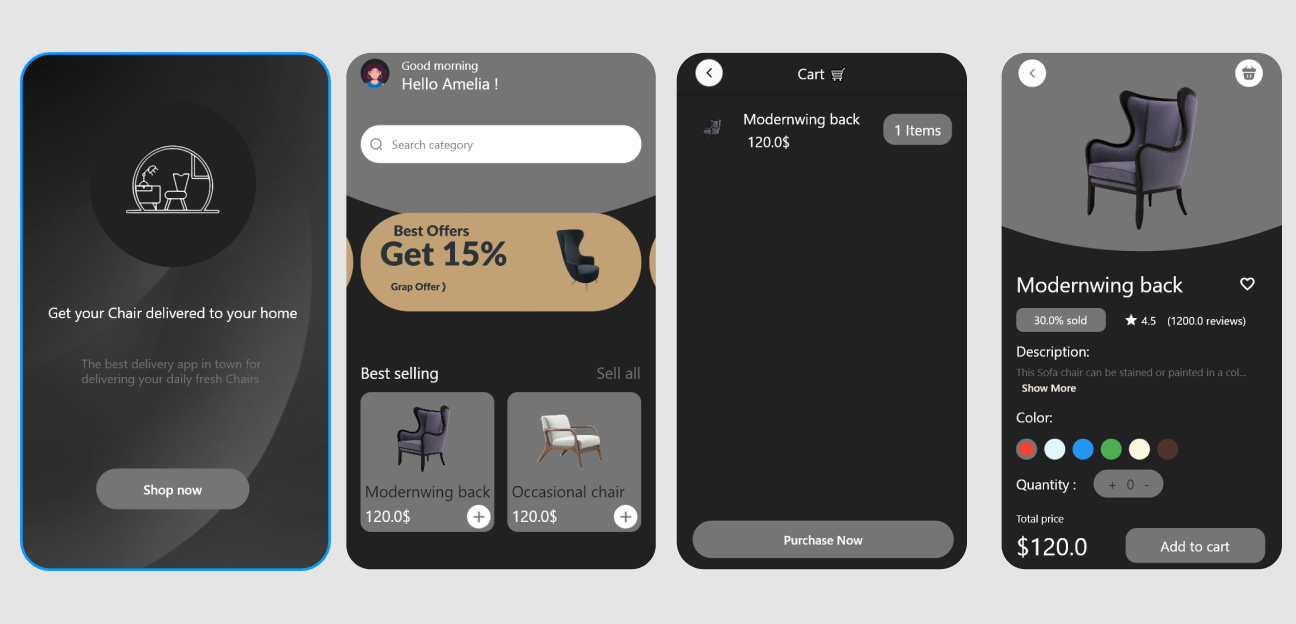 Get your Chair delivered to your home
The best delivery app in town for
delivering your daily fresh Chairs
Shop now
Good morning
Hello Amelia !
Search category
Best Offers
Get 15%
Grap Offer ⟩
Best selling
Sell all
Modernwing back
120.0$
+
Occasional chair
120.0$
+
Cart
Modernwing back
120.0$
1 Items
Purchase Now
Modernwing back
30.0% sold
4.5 (1200.0 reviews)
Description:
This Sofa chair can be stained or painted in a col...
Show More
Color:
Quantity :
+ 0 -
Total price
$120.0
Add to cart